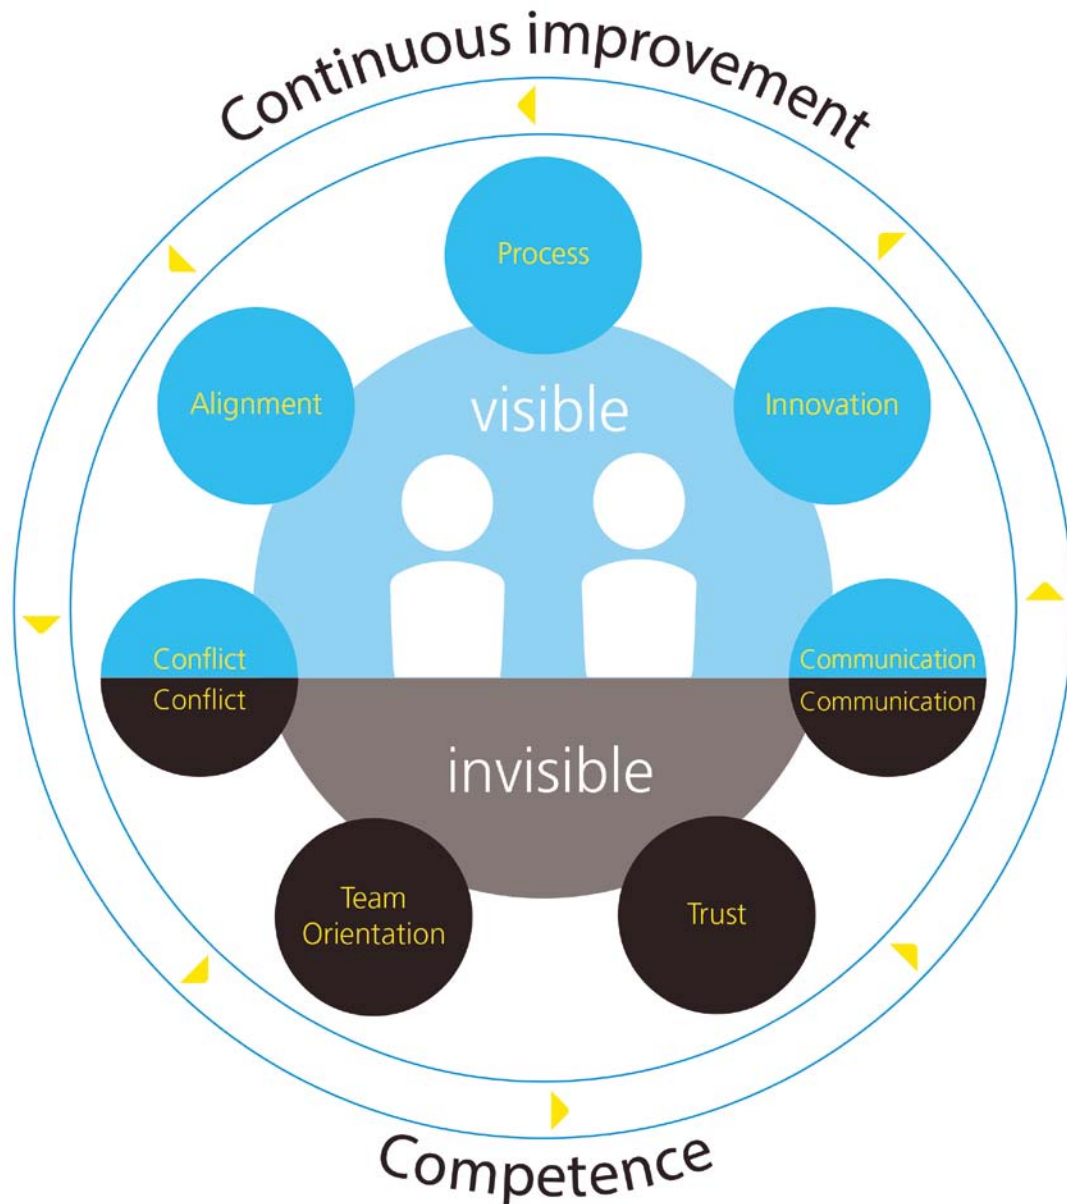 Continuous improvement
Process
Alignment
visible
Innovation
Conflict
Conflict
Communication
Communication
invisible
Team
Orientation
Trust
Competence